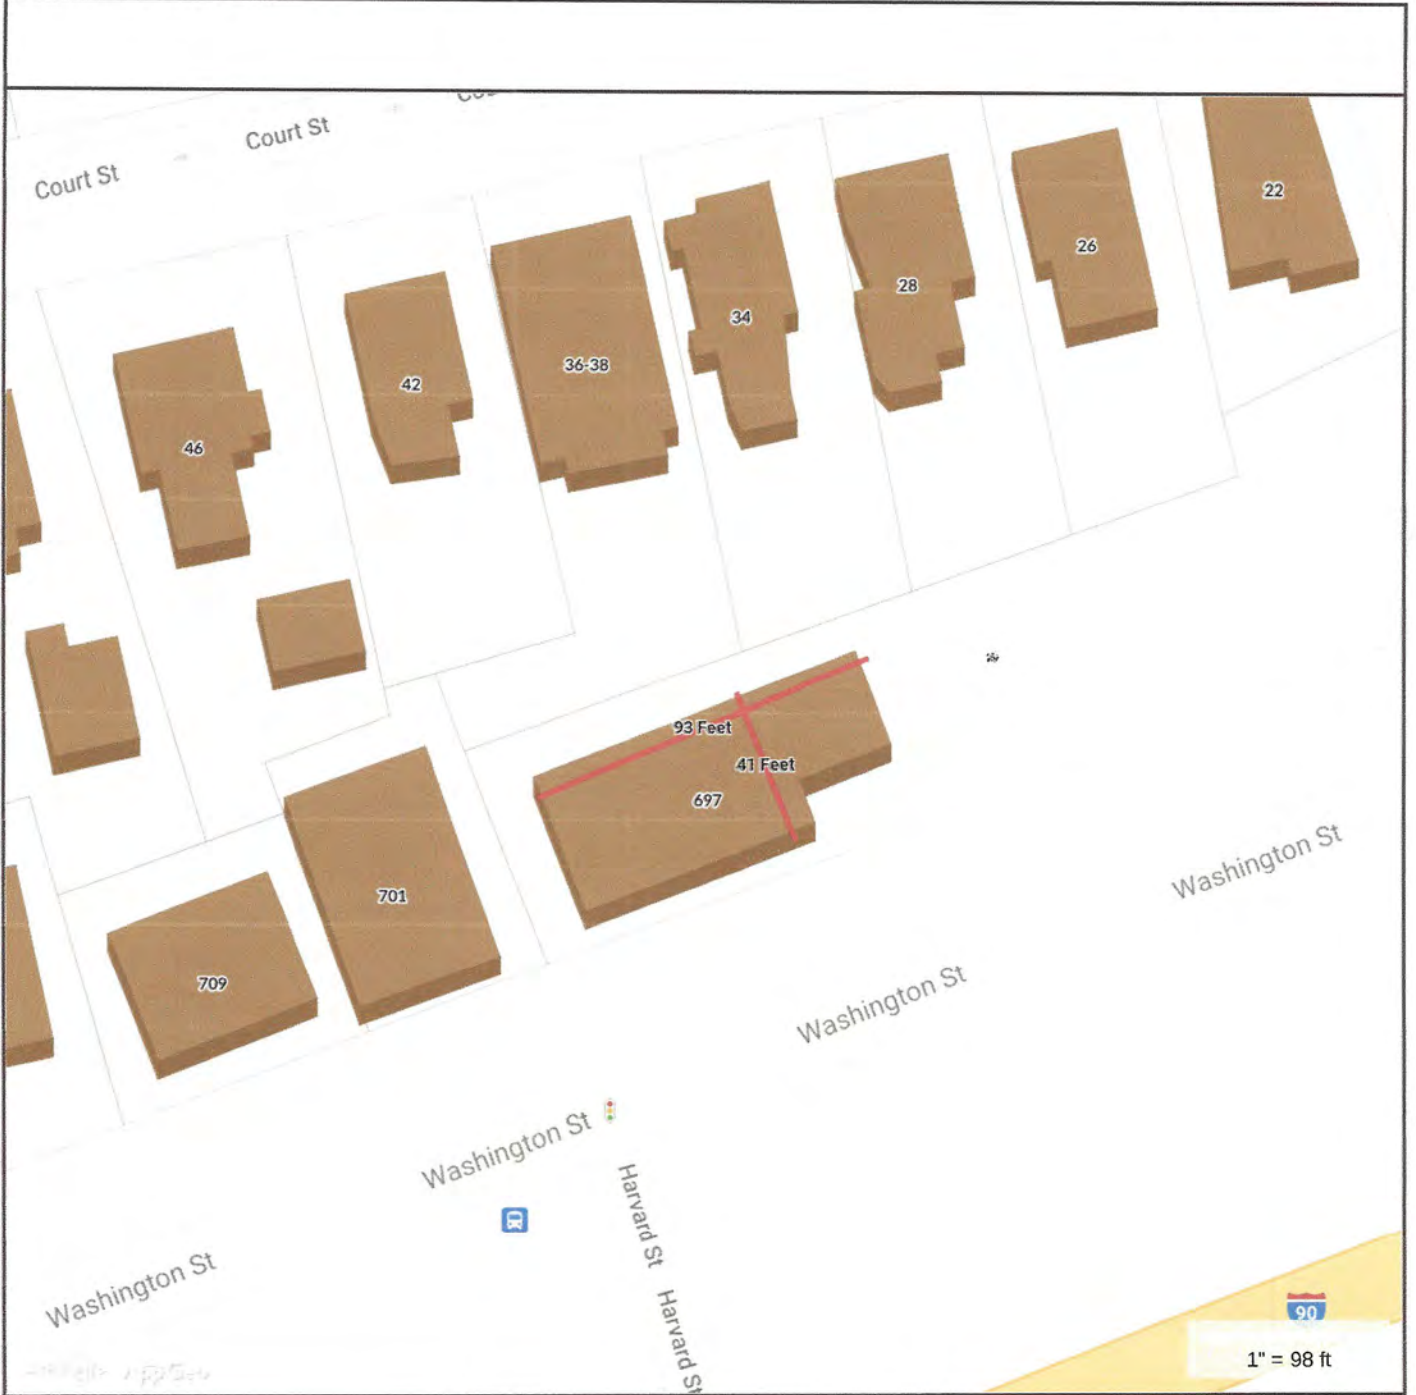 Court St
Court St
22
26
28
34
36-38
42
46
93 Feet
41 Feet
697
701
709
Washington St
Washington St
Washington St
Washington St
Harvard St
Harvard St
90
1" = 98 ft